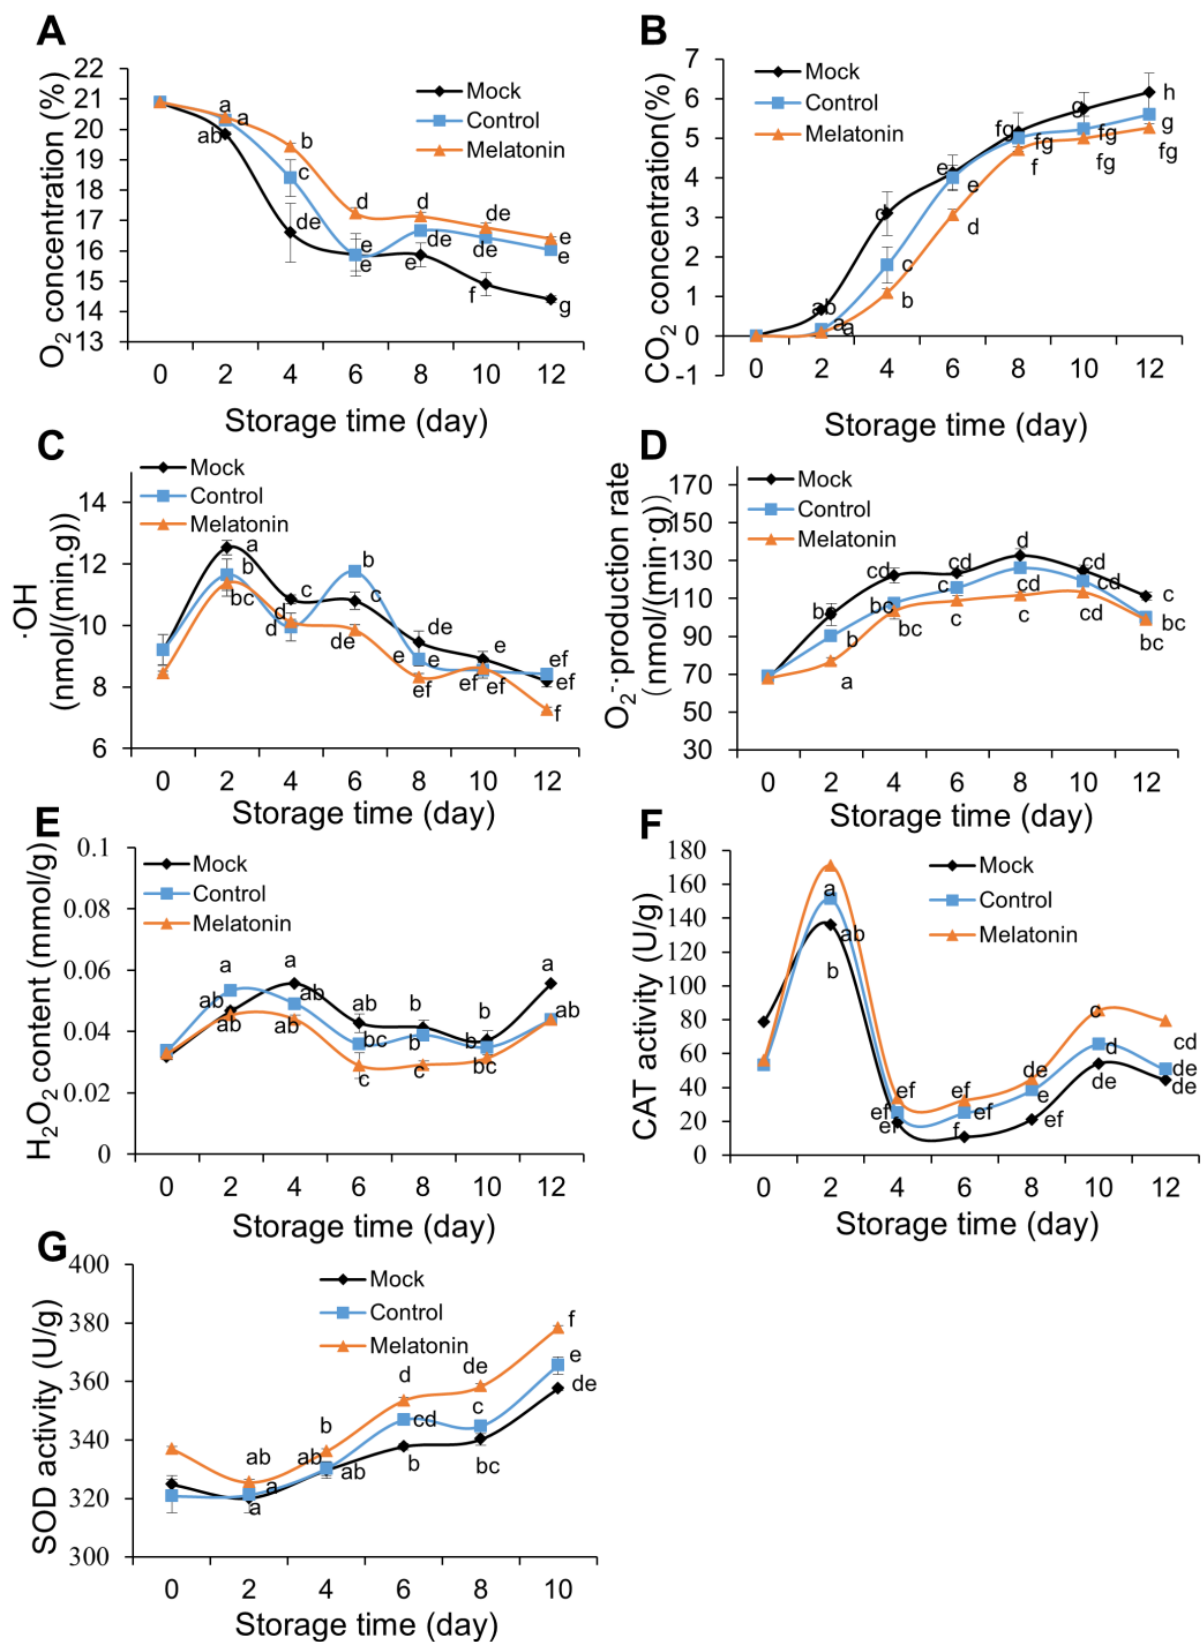 A
O2 concentration (%)
22
21
20
19
18
17
16
15
14
13
Mock
Control
Melatonin
a
a
ab
b
c
de
d
e
e
d
de
e
de
de
f
e
e
g
0 2 4 6 8 10 12
Storage time (day)
B
CO2 concentration(%)
7
6
5
4
3
2
1
0
-1
Mock
Control
Melatonin
ab
a
a
d
c
b
e
e
d
fg
fg
f
g
fg
fg
h
g
fg
0 2 4 6 8 10 12
Storage time (day)
C
·OH
(nmol/(min.g))
14
12
10
8
6
Mock
Control
Melatonin
a
b
bc
c
d
d
b
c
de
de
e
e
ef
e
ef
ef
ef
ef
f
0 2 4 6 8 10 12
Storage time (day)
D
O2-·production rate
(nmol/(min·g))
170
150
130
110
90
70
50
30
Mock
Control
Melatonin
b
b
a
cd
bc
bc
cd
c
c
d
cd
c
cd
cd
cd
c
bc
bc
0 2 4 6 8 10 12
Storage time (day)
E
H2O2 content (mmol/g)
0.1
0.08
0.06
0.04
0.02
0
Mock
Control
Melatonin
a
ab
ab
a
ab
ab
ab
bc
c
b
b
c
b
b
bc
a
ab
0 2 4 6 8 10 12
Storage time (day)
F
CAT activity (U/g)
180
160
140
120
100
80
60
40
20
0
Mock
Control
Melatonin
a
ab
b
ef
ef
ef
ef
ef
f
de
e
ef
c
d
de
cd
de
de
0 2 4 6 8 10 12
Storage time (day)
G
SOD activity (U/g)
400
380
360
340
320
300
Mock
Control
Melatonin
ab
a
a
b
ab
ab
d
cd
b
de
c
bc
f
e
de
0 2 4 6 8 10
Storage time (day)